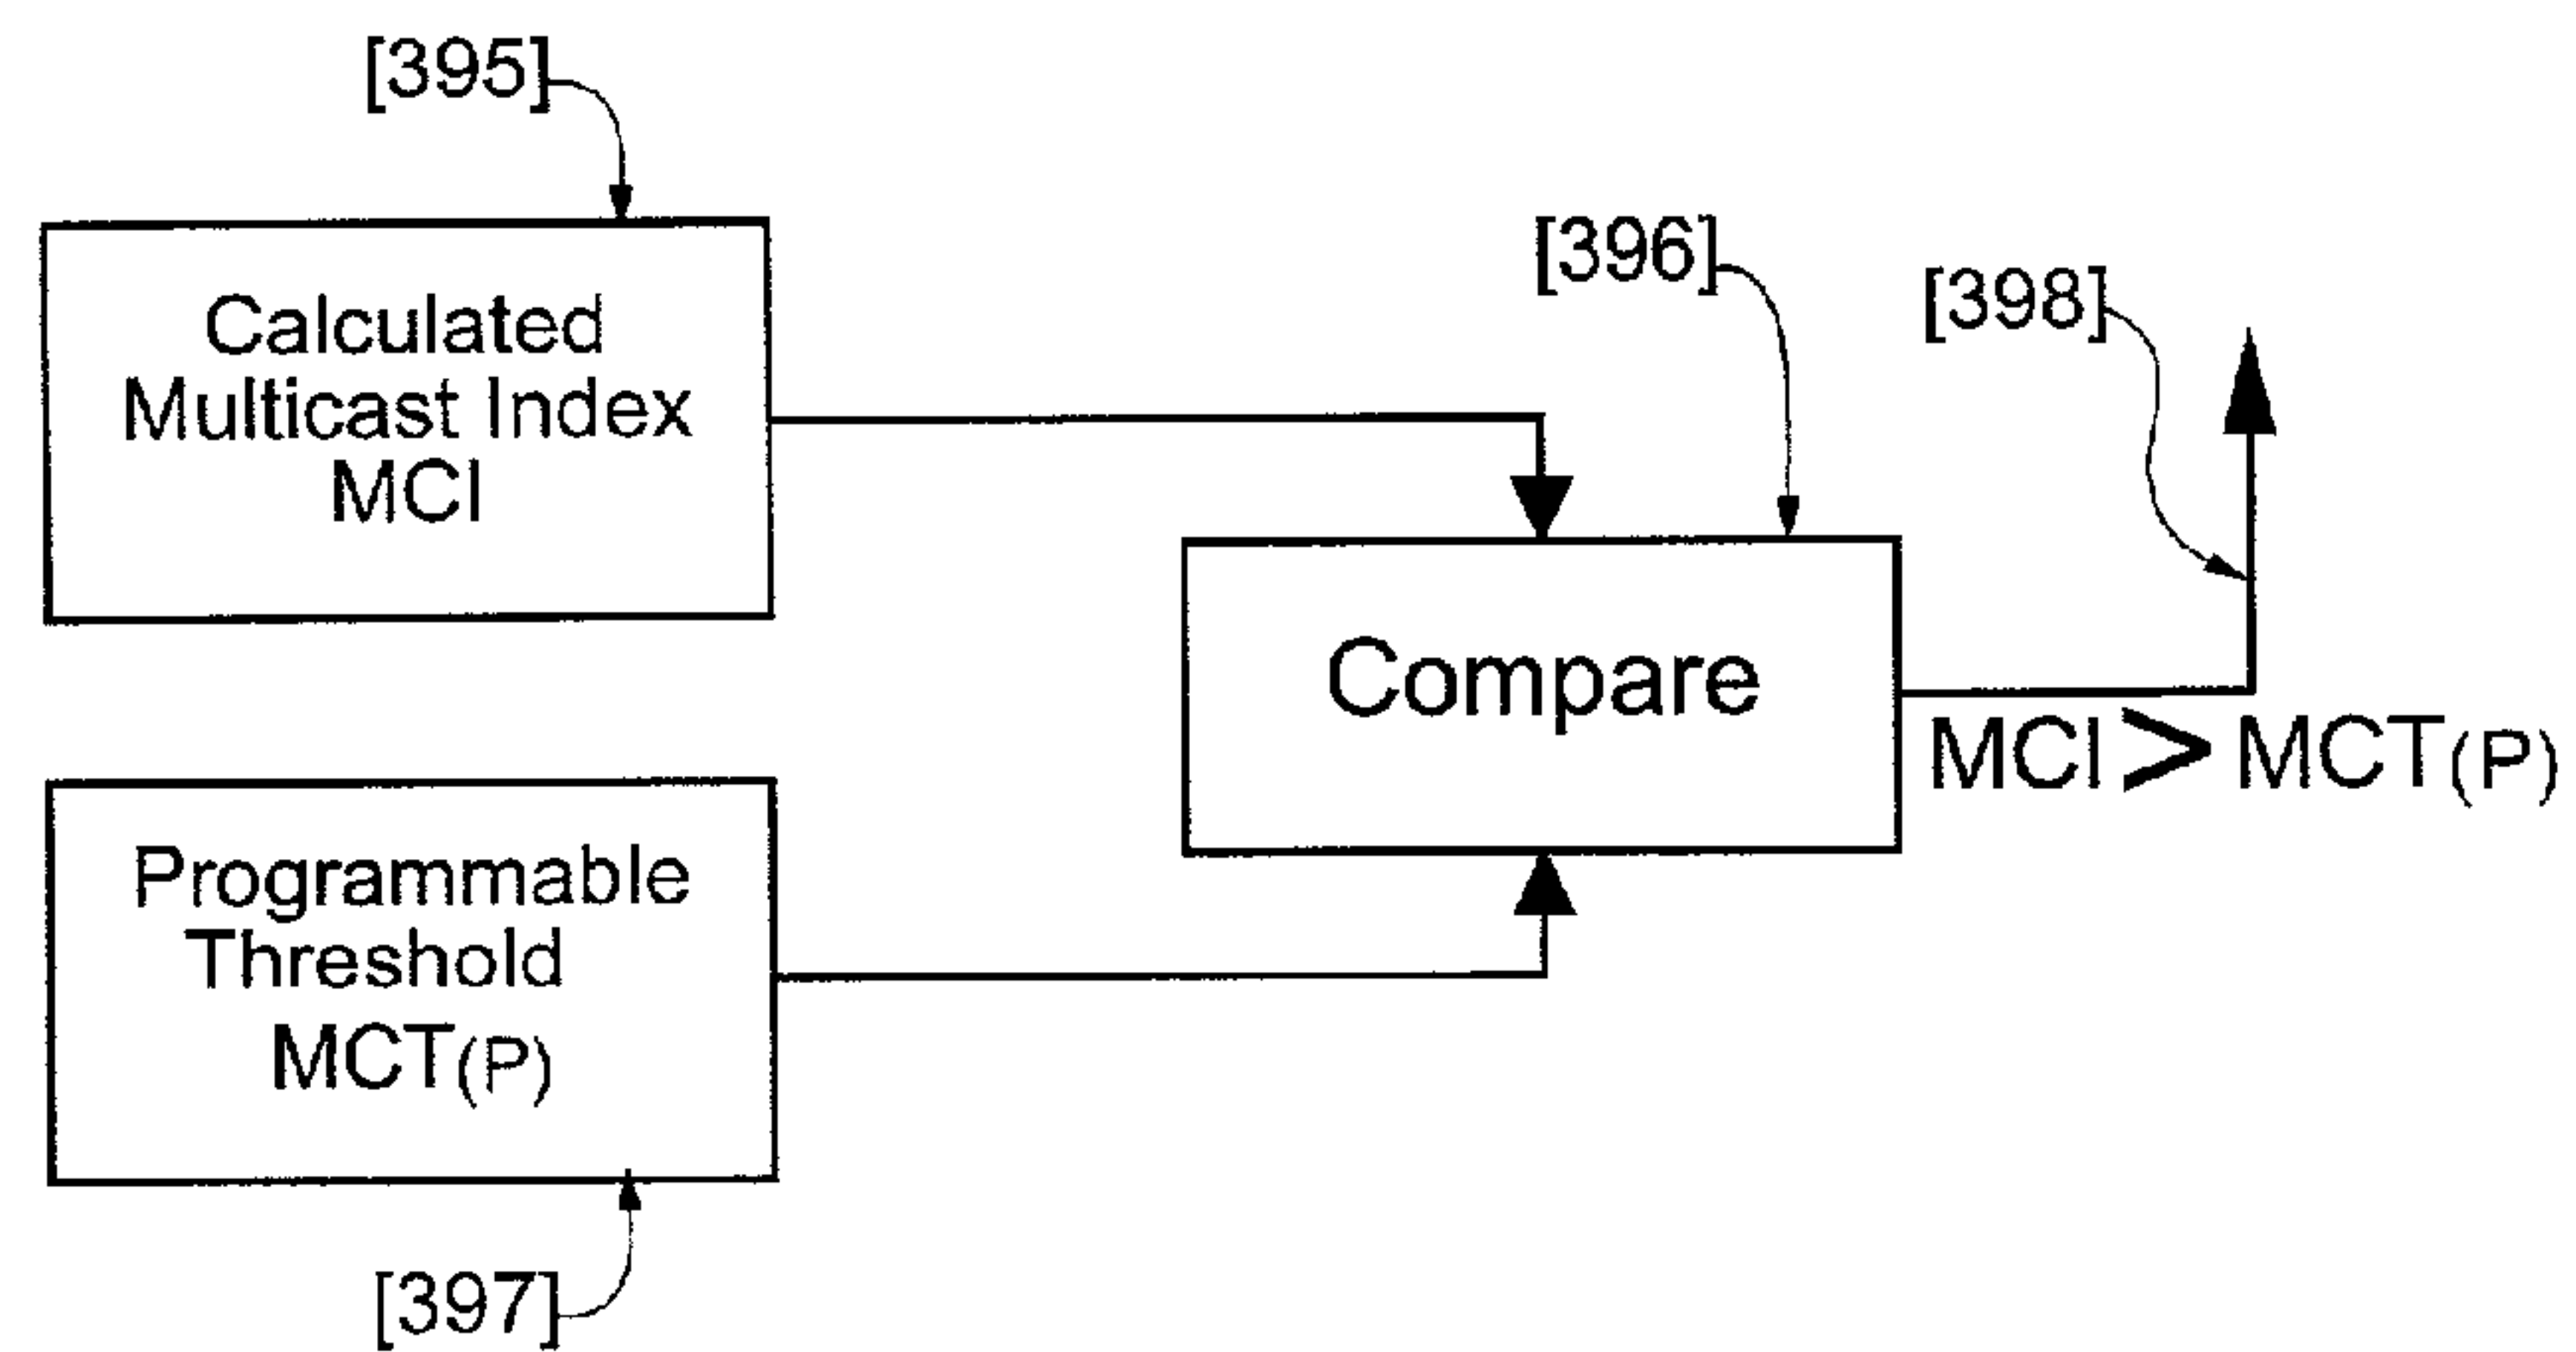 [395]
Calculated
Multicast Index
MCI
[396]
[398]
Compare
MCI > MCT(P)
Programmable
Threshold
MCT(P)
[397]